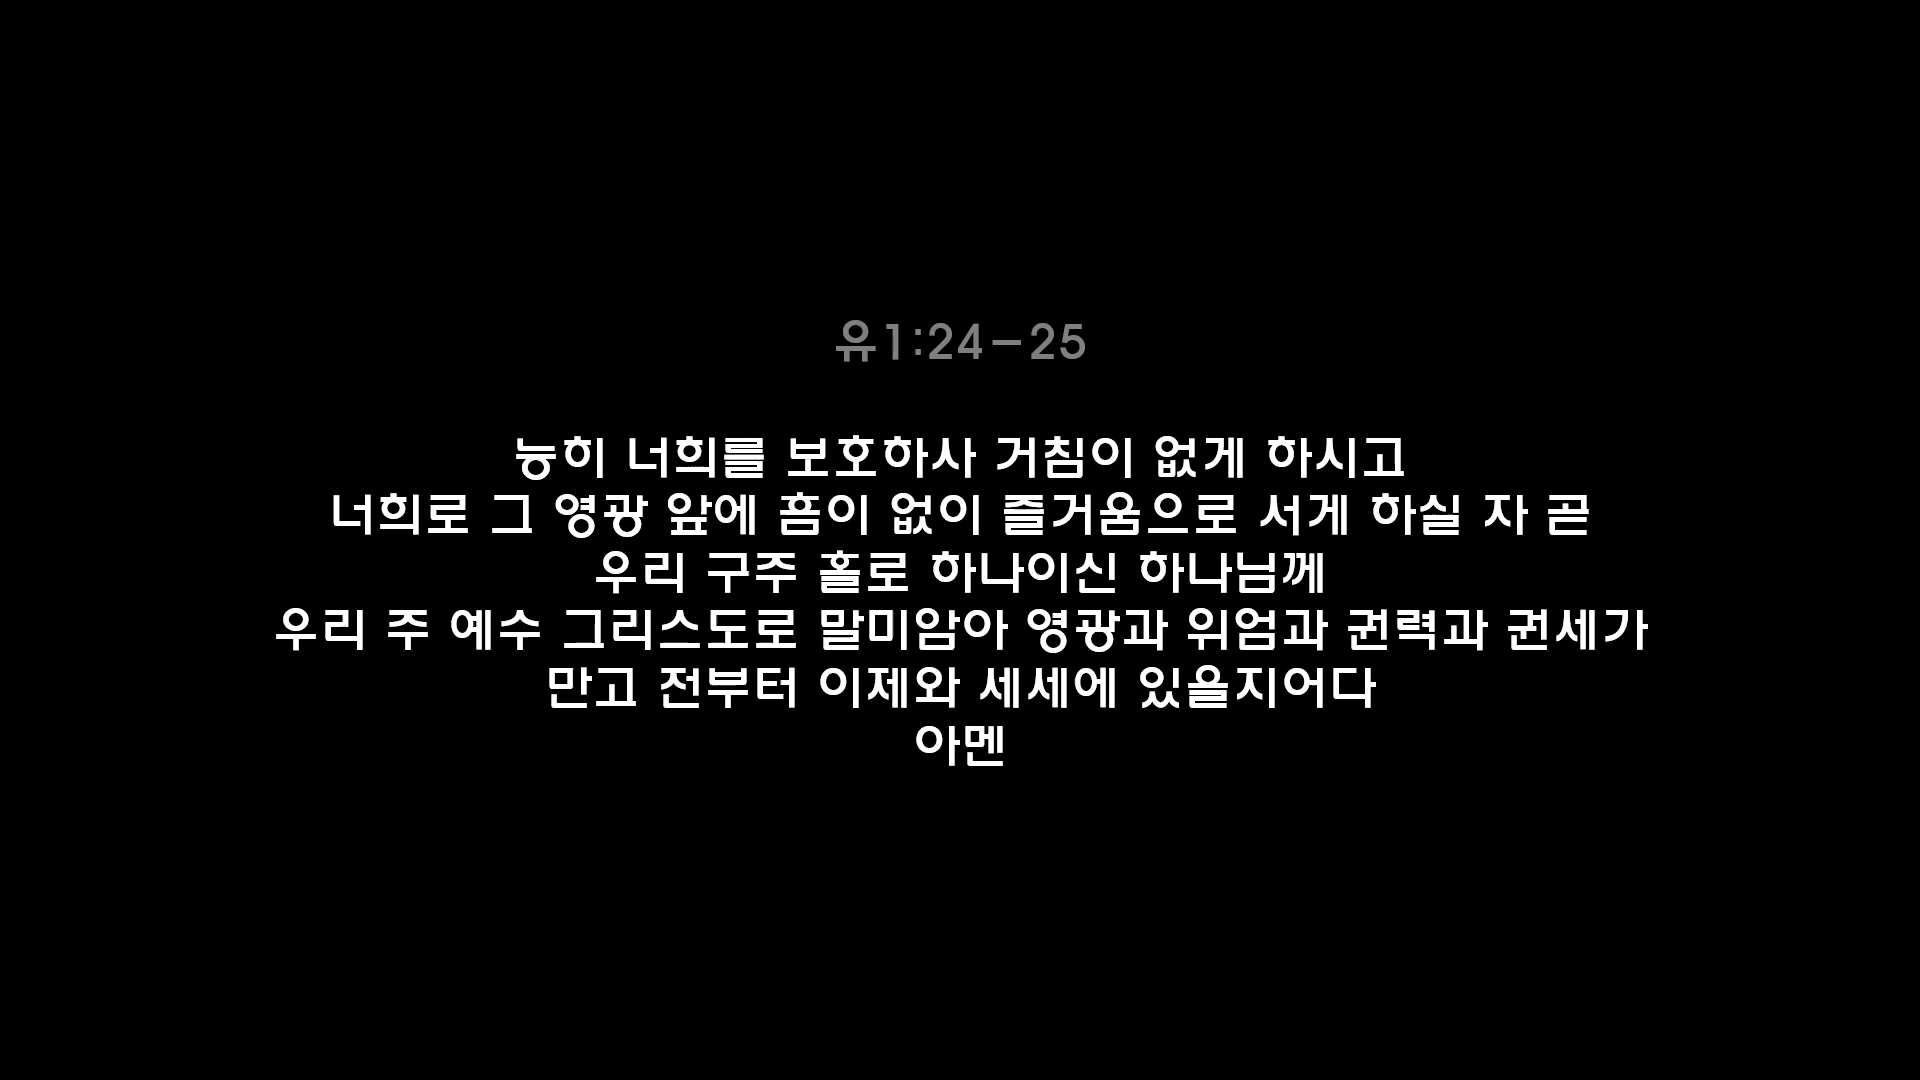 유1:24-25
능히 너희를 보호하사 거침이 없게 하시고
너희로 그 영광 앞에 흠이 없이 즐거움으로 서게 하실 자 곧
우리 구주 홀로 하나이신 하나님께
우리 주 예수 그리스도로 말미암아 영광과 위엄과 권력과 권세가
만고 전부터 이제와 세세에 있을지어다
아멘